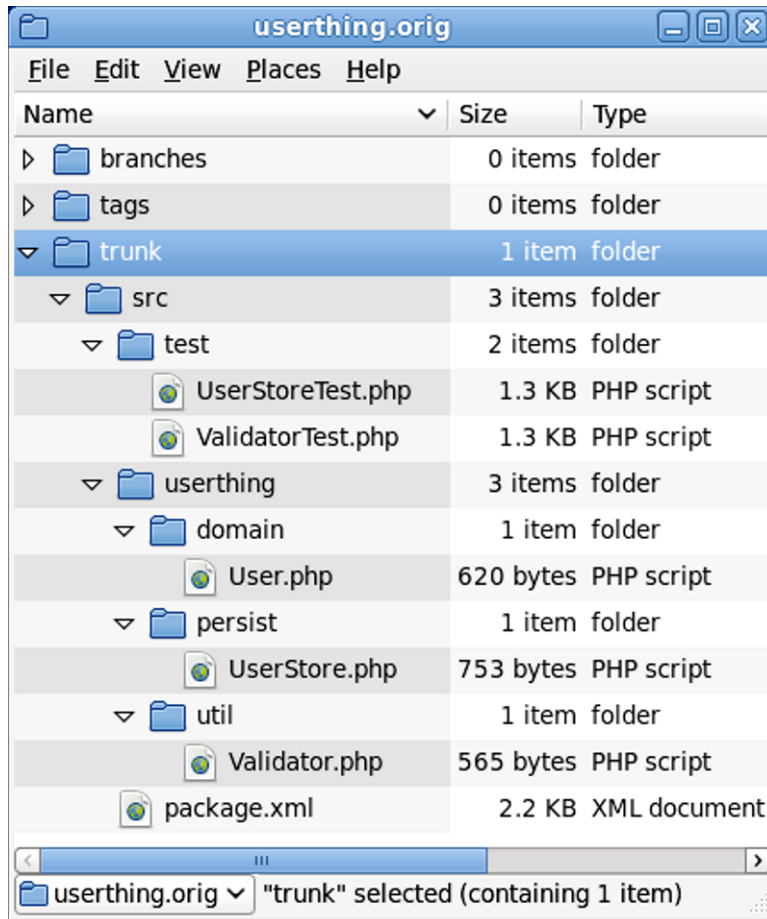 userthing.orig
File Edit View Places Help
Name Size Type
branches 0 items folder
tags 0 items folder
trunk 1 item folder
src 3 items folder
test 2 items folder
UserStoreTest.php 1.3 KB PHP script
ValidatorTest.php 1.3 KB PHP script
userthing 3 items folder
domain 1 item folder
User.php 620 bytes PHP script
persist 1 item folder
UserStore.php 753 bytes PHP script
util 1 item folder
Validator.php 565 bytes PHP script
package.xml 2.2 KB XML document
userthing.orig "trunk" selected (containing 1 item)